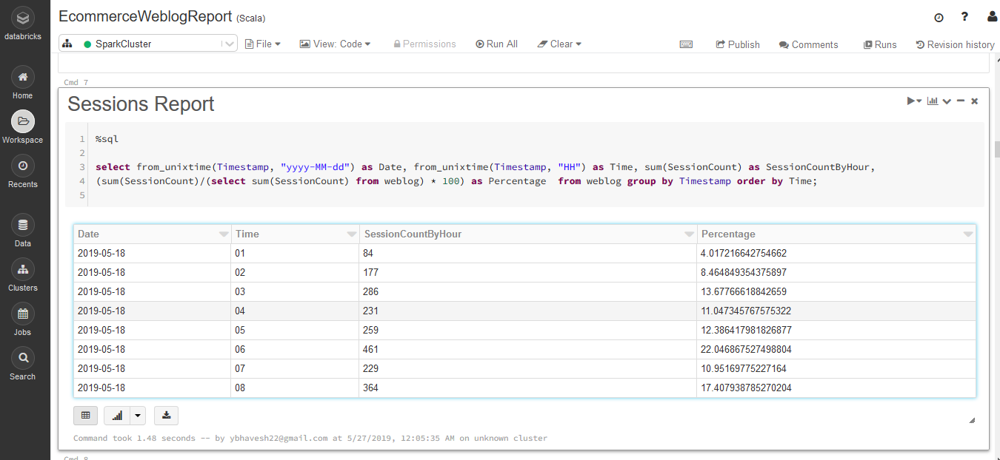 databricks
Home
Workspace
Recents
Data
Clusters
Jobs
Search
EcommerceWeblogReport (Scala)
?
SparkCluster File View: Code Permissions Run All Clear Publish Comments Runs Revision history
Cmd 7
Sessions Report
1 %sql
2
3 select from_unixtime(Timestamp, "yyyy-MM-dd") as Date, from_unixtime(Timestamp, "HH") as Time, sum(SessionCount) as SessionCountByHour,
4 (sum(SessionCount)/(select sum(SessionCount) from weblog) * 100) as Percentage  from weblog group by Timestamp order by Time;
5
Date Time SessionCountByHour Percentage
2019-05-18 01 84 4.017216642754662
2019-05-18 02 177 8.464849354375897
2019-05-18 03 286 13.67766618842659
2019-05-18 04 231 11.047345767575322
2019-05-18 05 259 12.386417981826877
2019-05-18 06 461 22.046867527498804
2019-05-18 07 229 10.95169775227164
2019-05-18 08 364 17.407938785270204
Command took 1.48 seconds -- by ybhavesh22@gmail.com at 5/27/2019, 12:05:35 AM on unknown cluster
Cmd 8